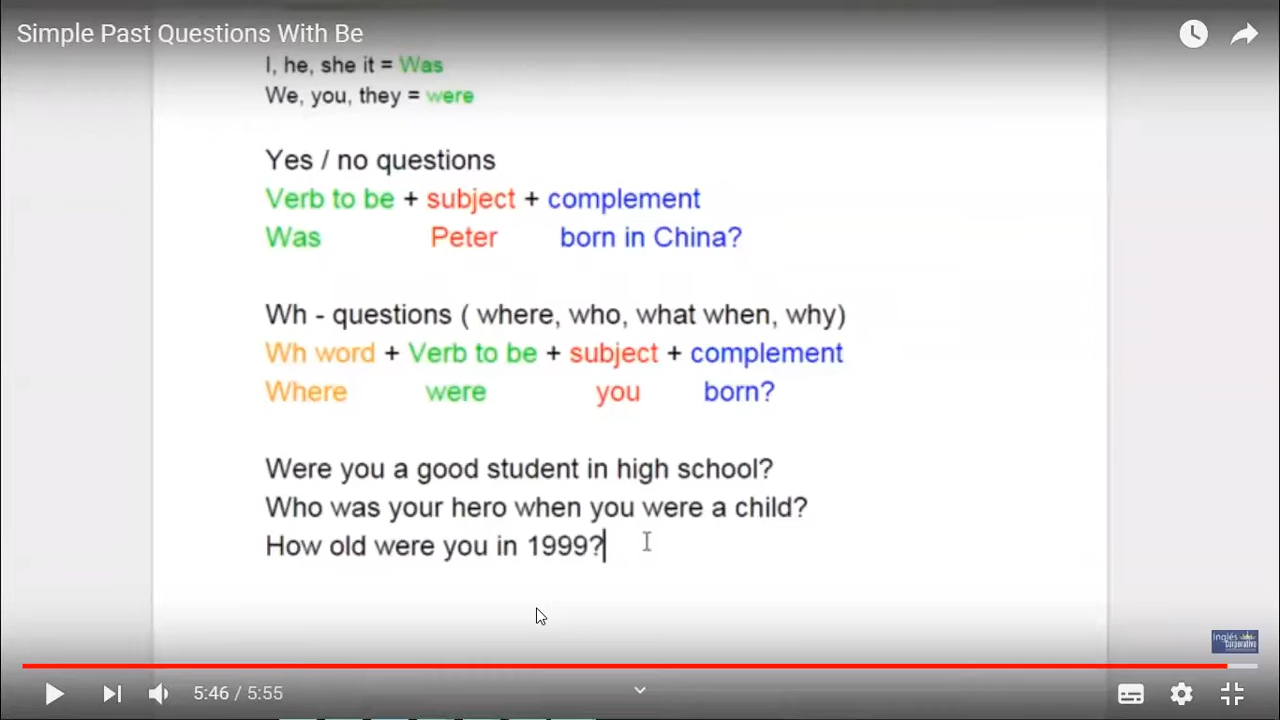 Simple Past Questions With Be
I, he, she it = Was
We, you, they = were
Yes / no questions
Verb to be + subject + complement
Was Peter born in China?
Wh - questions ( where, who, what when, why)
Wh word + Verb to be + subject + complement
Where were you born?
Were you a good student in high school?
Who was your hero when you were a child?
How old were you in 1999?
Inglés
Corporativo
5:46 / 5:55